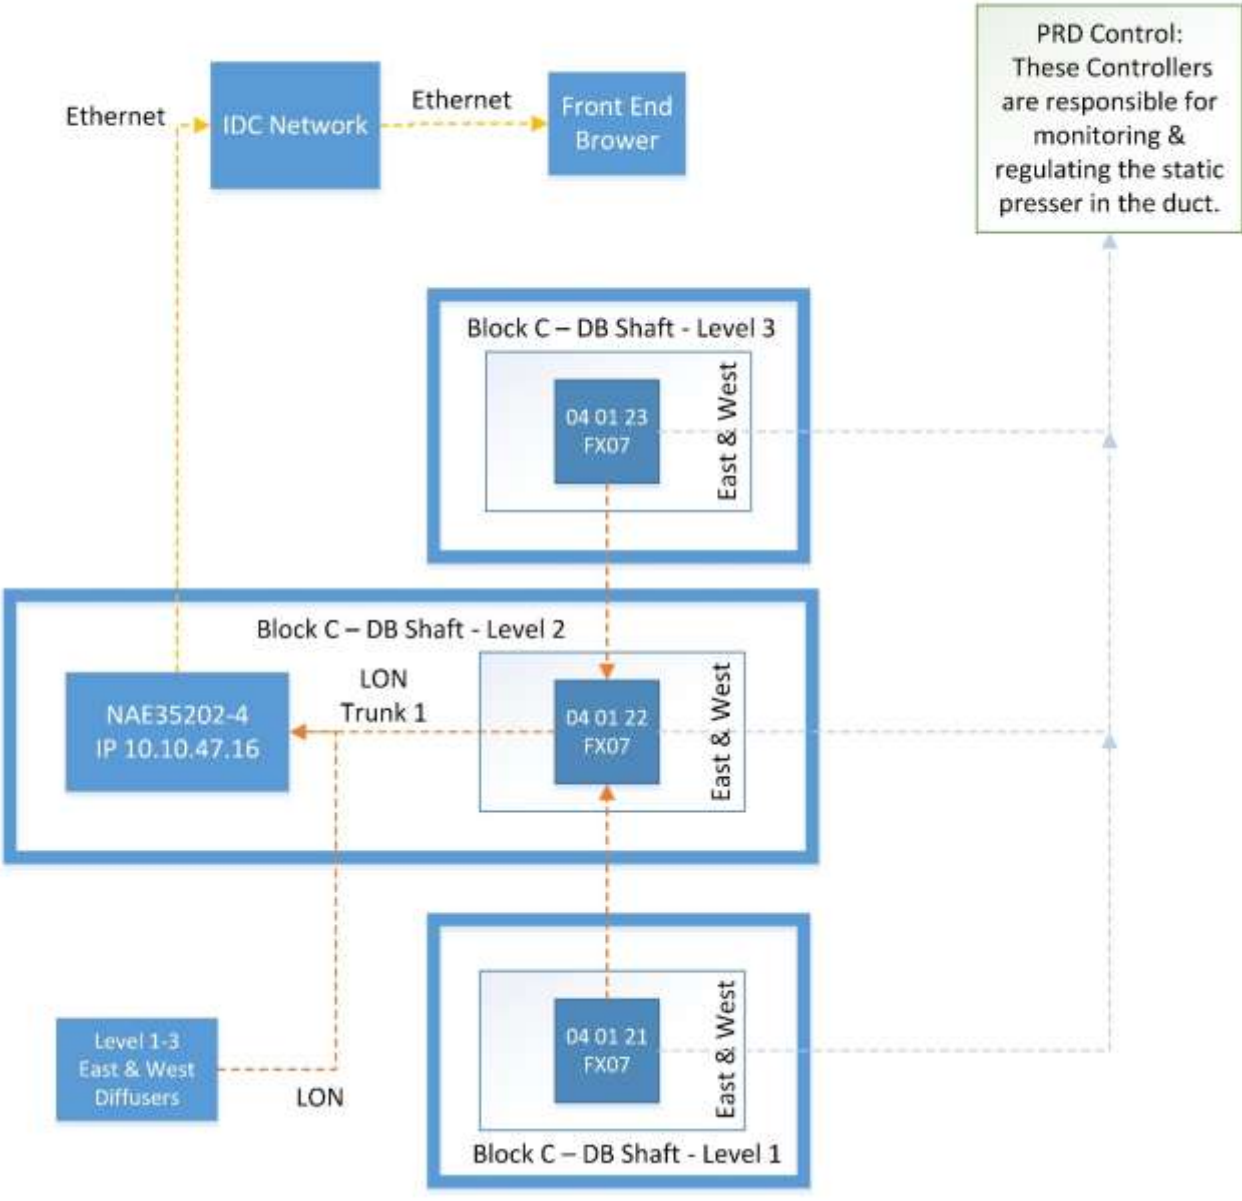 PRD Control:
These Controllers
are responsible for
monitoring &
regulating the static
presser in the duct.
Ethernet
IDC Network
Ethernet
Front End
Brower
Block C – DB Shaft - Level 3
04 01 23
FX07
East & West
Block C – DB Shaft - Level 2
NAE35202-4
IP 10.10.47.16
LON
Trunk 1
04 01 22
FX07
East & West
Level 1-3
East & West
Diffusers
LON
04 01 21
FX07
East & West
Block C – DB Shaft - Level 1